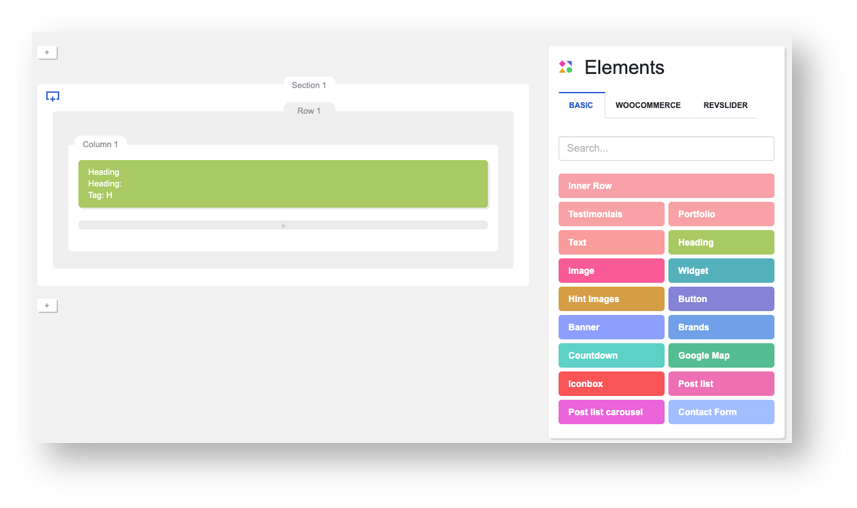 +
Section 1
Row 1
Column 1
Heading
Heading:
Tag: H
+
+
Elements
BASIC WOOCOMMERCE REVSLIDER
Search...
Inner Row
Testimonials Portfolio
Text Heading
Image Widget
Hint Images Button
Banner Brands
Countdown Google Map
Iconbox Post list
Post list carousel Contact Form